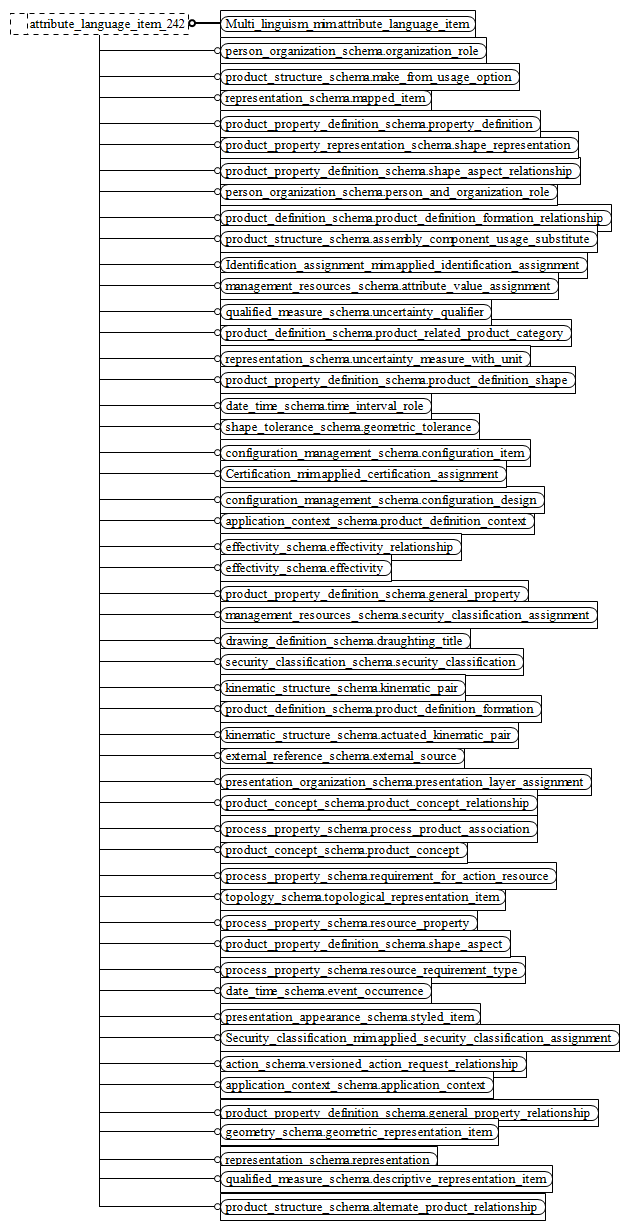 attribute_language_item_242
Multi_linguism_mim.attribute_language_item
person_organization_schema.organization_role
product_structure_schema.make_from_usage_option
representation_schema.mapped_item
product_property_definition_schema.property_definition
product_property_representation_schema.shape_representation
product_property_definition_schema.shape_aspect_relationship
person_organization_schema.person_and_organization_role
product_definition_schema.product_definition_formation_relationship
product_structure_schema.assembly_component_usage_substitute
Identification_assignment_mim.applied_identification_assignment
management_resources_schema.attribute_value_assignment
qualified_measure_schema.uncertainty_qualifier
product_definition_schema.product_related_product_category
representation_schema.uncertainty_measure_with_unit
product_property_definition_schema.product_definition_shape
date_time_schema.time_interval_role
shape_tolerance_schema.geometric_tolerance
configuration_management_schema.configuration_item
Certification_mim.applied_certification_assignment
configuration_management_schema.configuration_design
application_context_schema.product_definition_context
effectivity_schema.effectivity_relationship
effectivity_schema.effectivity
product_property_definition_schema.general_property
management_resources_schema.security_classification_assignment
drawing_definition_schema.draughting_title
security_classification_schema.security_classification
kinematic_structure_schema.kinematic_pair
product_definition_schema.product_definition_formation
kinematic_structure_schema.actuated_kinematic_pair
external_reference_schema.external_source
presentation_organization_schema.presentation_layer_assignment
product_concept_schema.product_concept_relationship
process_property_schema.process_product_association
product_concept_schema.product_concept
process_property_schema.requirement_for_action_resource
topology_schema.topological_representation_item
process_property_schema.resource_property
product_property_definition_schema.shape_aspect
process_property_schema.resource_requirement_type
date_time_schema.event_occurrence
presentation_appearance_schema.styled_item
Security_classification_mim.applied_security_classification_assignment
action_schema.versioned_action_request_relationship
application_context_schema.application_context
product_property_definition_schema.general_property_relationship
geometry_schema.geometric_representation_item
representation_schema.representation
qualified_measure_schema.descriptive_representation_item
product_structure_schema.alternate_product_relationship